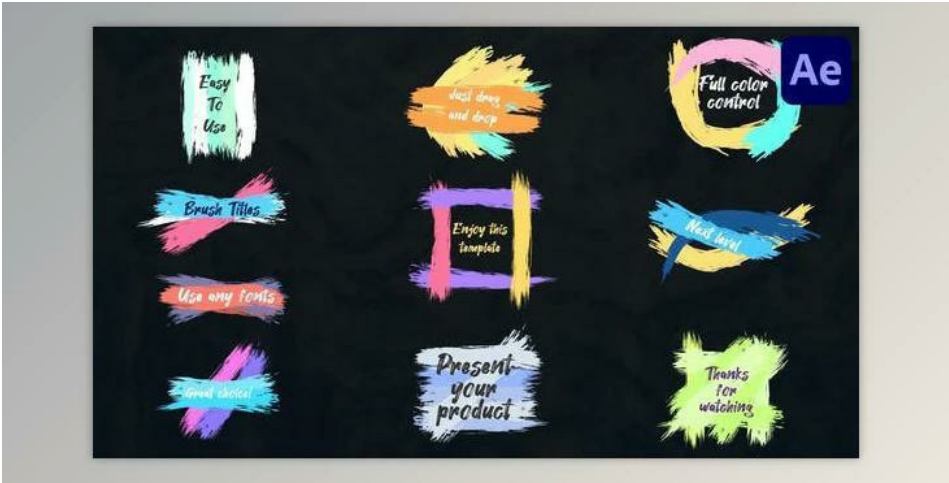 Easy
To
Use
Just drag
and drop
Full color
control
Ae
Brush Titles
Enjoy this
template
Next level
Use any fonts
Great choice!
Present
your
product
Thanks
for
watching